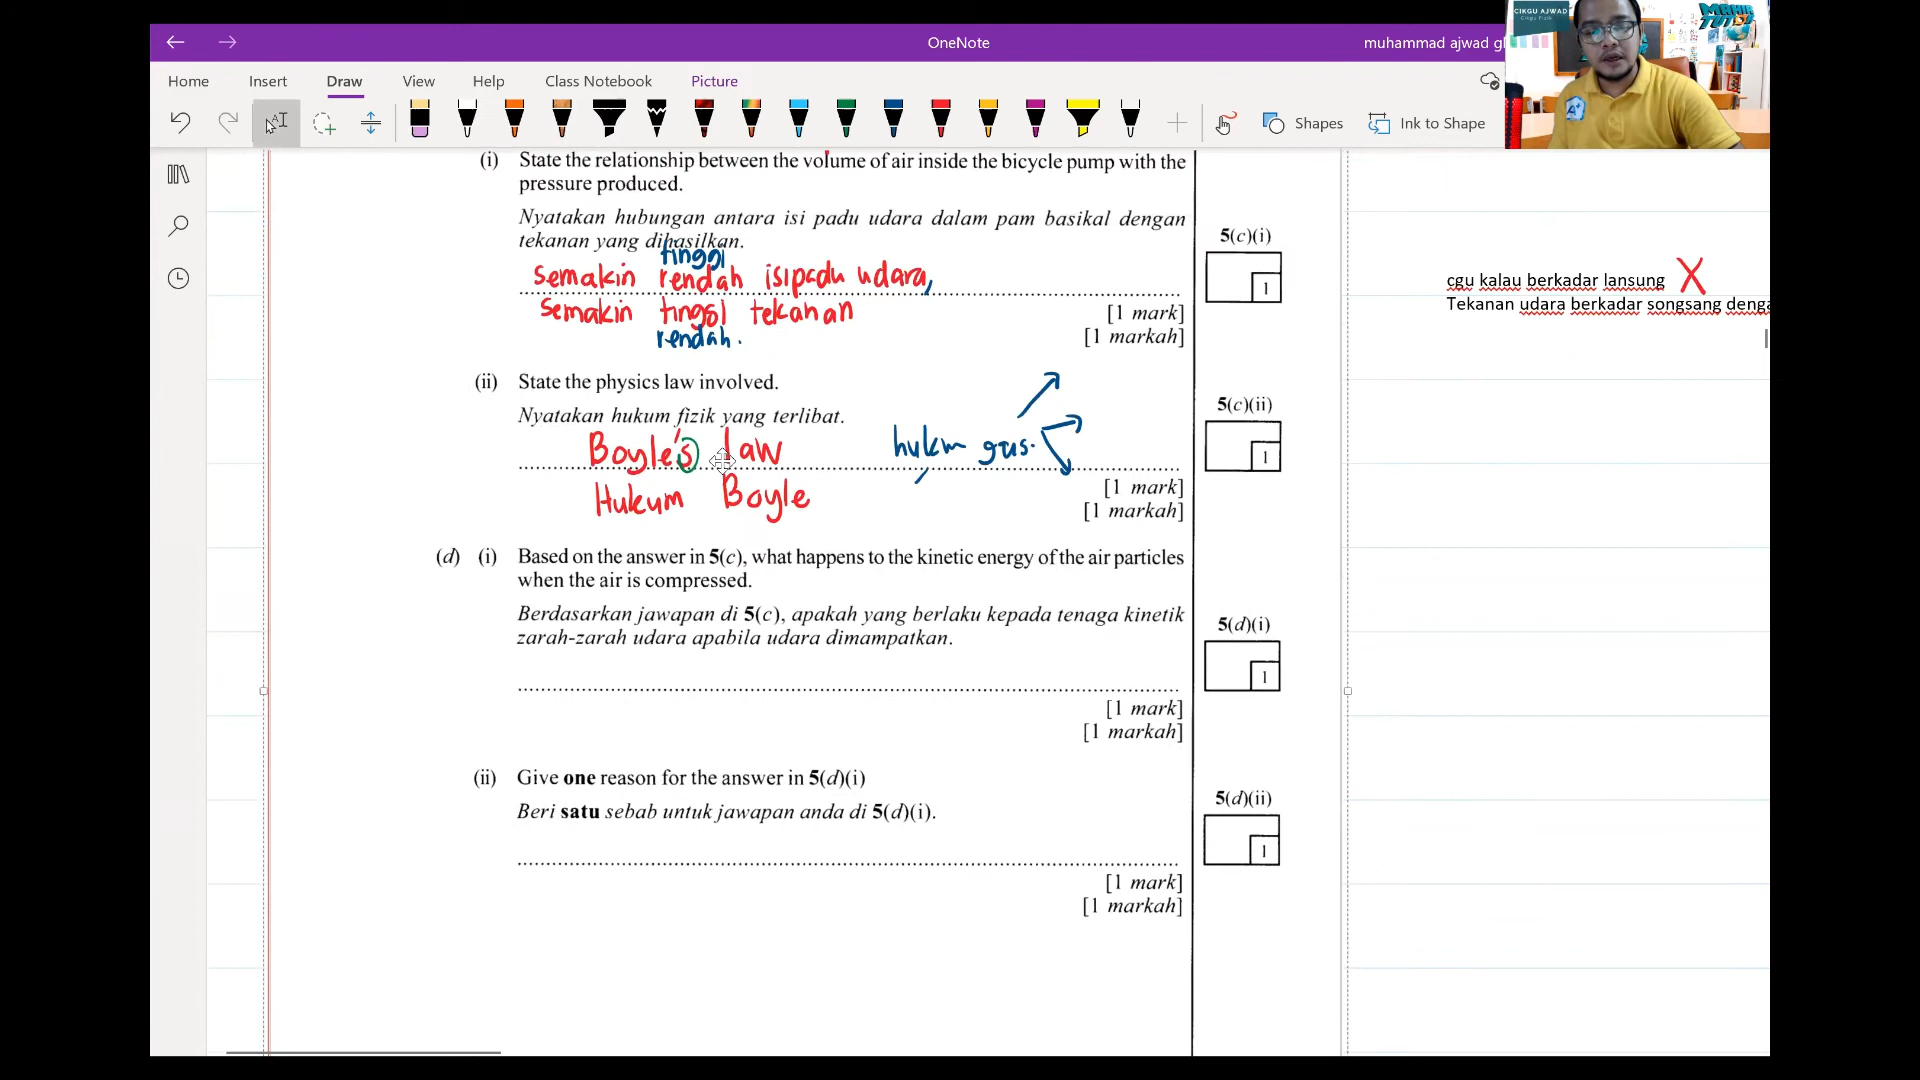 OneNote
muhammad ajwad
CIKGU AJWAD
Cikgu Fizik
Home Insert Draw View Help Class Notebook Picture
Shapes Ink to Shape
(i) State the relationship between the volume of air inside the bicycle pump with the
pressure produced.
Nyatakan hubungan antara isi padu udara dalam pam basikal dengan
tekanan yang dihasilkan.
5(c)(i)
tinggi
semakin rendah isipadu udara,
1
semakin tinggi tekanan
[1 mark]
rendah.
[1 markah]
cgu kalau berkadar lansung X
Tekanan udara berkadar songsang denga
(ii) State the physics law involved.
Nyatakan hukum fizik yang terlibat.
5(c)(ii)
Boyle's Law
hukm gas.
1
Hukum Boyle
[1 mark]
[1 markah]
(d) (i) Based on the answer in 5(c), what happens to the kinetic energy of the air particles
when the air is compressed.
Berdasarkan jawapan di 5(c), apakah yang berlaku kepada tenaga kinetik
zarah-zarah udara apabila udara dimampatkan.
5(d)(i)
1
[1 mark]
[1 markah]
(ii) Give one reason for the answer in 5(d)(i)
Beri satu sebab untuk jawapan anda di 5(d)(i).
5(d)(ii)
1
[1 mark]
[1 markah]